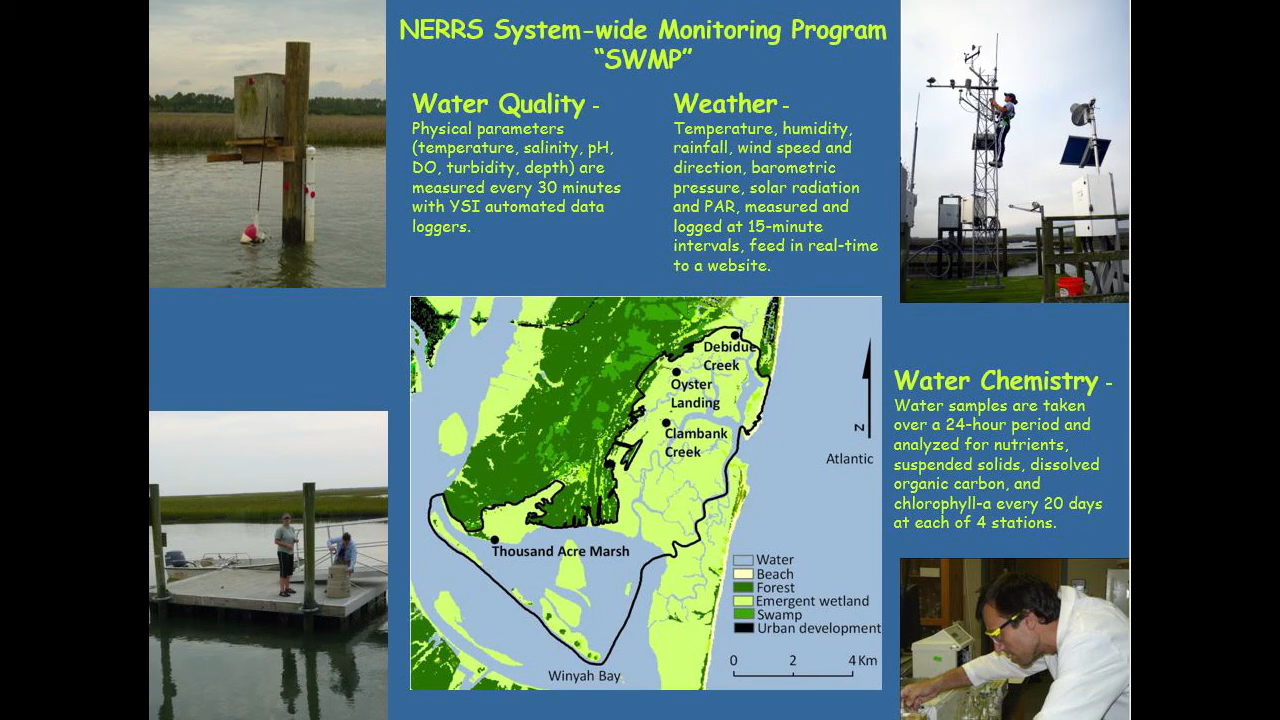 NERRS System-wide Monitoring Program
“SWMP”
Water Quality -
Physical parameters
(temperature, salinity, pH,
DO, turbidity, depth) are
measured every 30 minutes
with YSI automated data
loggers.
Weather -
Temperature, humidity,
rainfall, wind speed and
direction, barometric
pressure, solar radiation
and PAR, measured and
logged at 15-minute
intervals, feed in real-time
to a website.
Debidue
Creek
Oyster
Landing
Clambank
Creek
Thousand Acre Marsh
Winyah Bay
N
Atlantic
Water
Beach
Forest
Emergent wetland
Swamp
Urban development
0 2 4 Km
Water Chemistry -
Water samples are taken
over a 24-hour period and
analyzed for nutrients,
suspended solids, dissolved
organic carbon, and
chlorophyll-a every 20 days
at each of 4 stations.